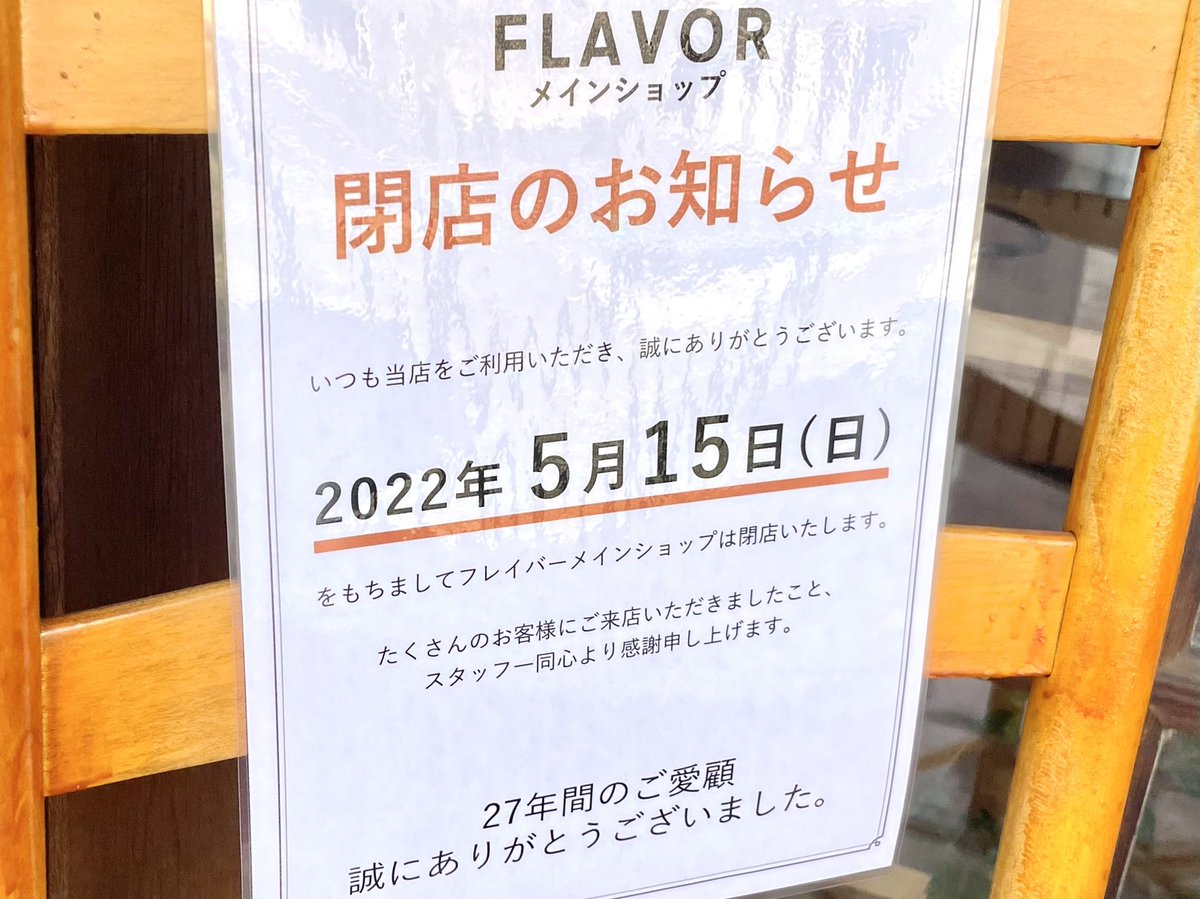 FLAVOR
メインショップ
閉店のお知らせ
いつも当店をご利用いただき、誠にありがとうございます。
2022年 5月15日(日)
をもちましてフレイバーメインショップは閉店いたします。
たくさんのお客様にご来店いただきましたこと、
スタッフ一同心より感謝申し上げます。
27年間のご愛顧
誠にありがとうございました。